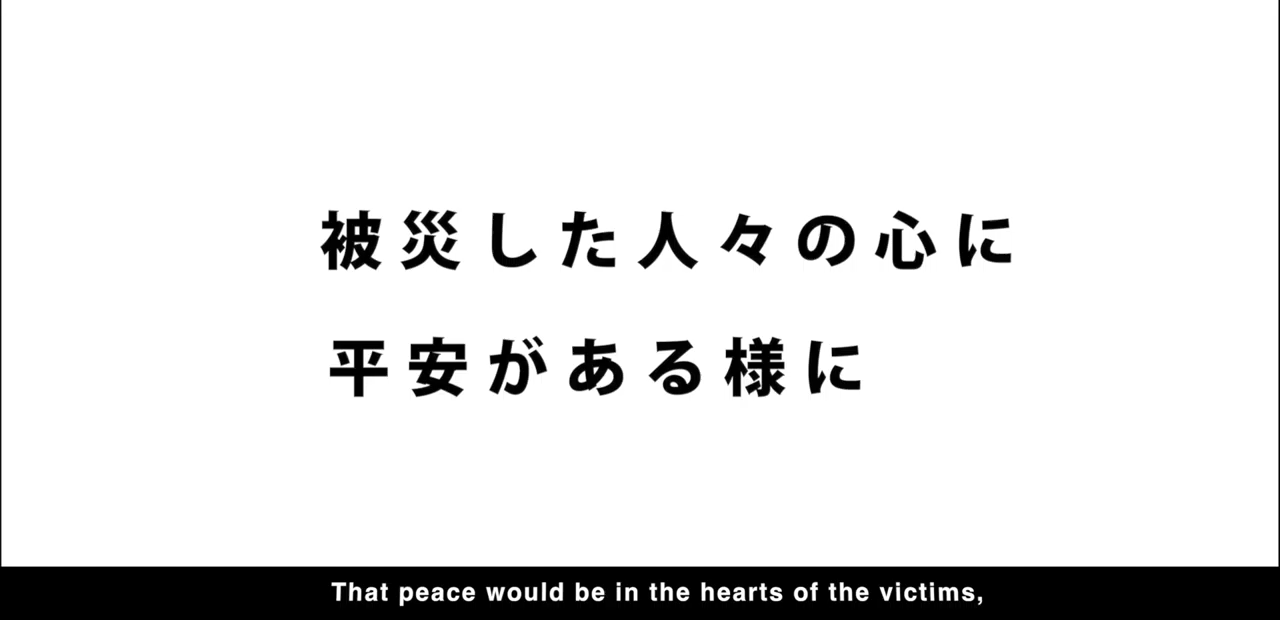 被災した人々の心に
平安がある様に
That peace would be in the hearts of the victims,